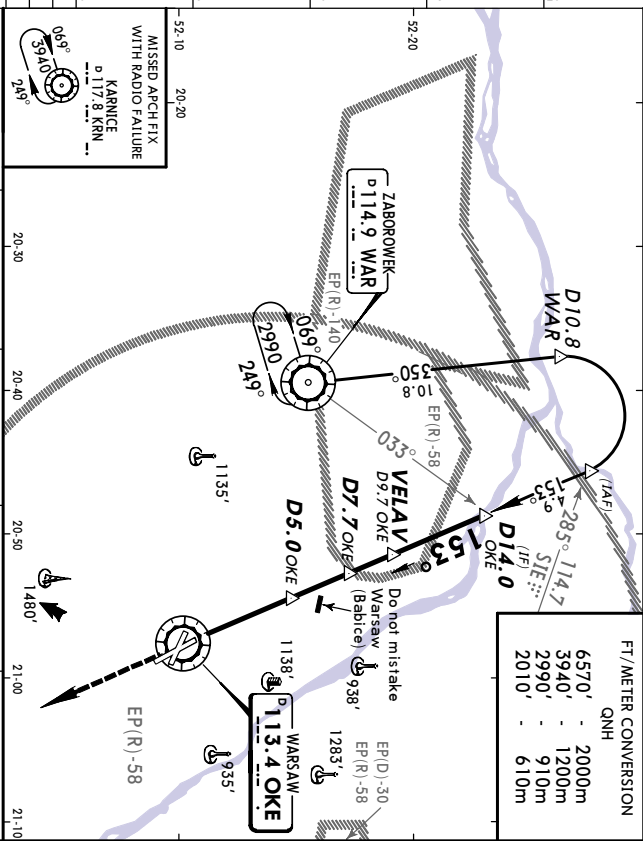 FT/METER CONVERSION
QNH
6570' - 2000m
3940' - 1200m
2990' - 910m
2010' - 610m
D10.8
WAR
(IAF)
153°
4.9
285° 114.7
SIE
D14.0
(IF) OKE
52-20
350°
10.8
EP(R)-58
033°
153°
VELAV
D9.7 OKE
D7.7 OKE
D5.0 OKE
Do not mistake
Warsaw
(Babice)
938'
EP(D)-30
EP(R)-58
1283'
1138'
935'
ZABOROWEK
D 114.9 WAR
EP(R)-140
069°
2990
249°
WARSAW
D 113.4 OKE
1135'
EP(R)-58
52-10
1480'
MISSED APCH FIX
WITH RADIO FAILURE
KARNICE
D 117.8 KRN
069°
3940
249°
20-20
20-30
20-40
20-50
21-00
21-10